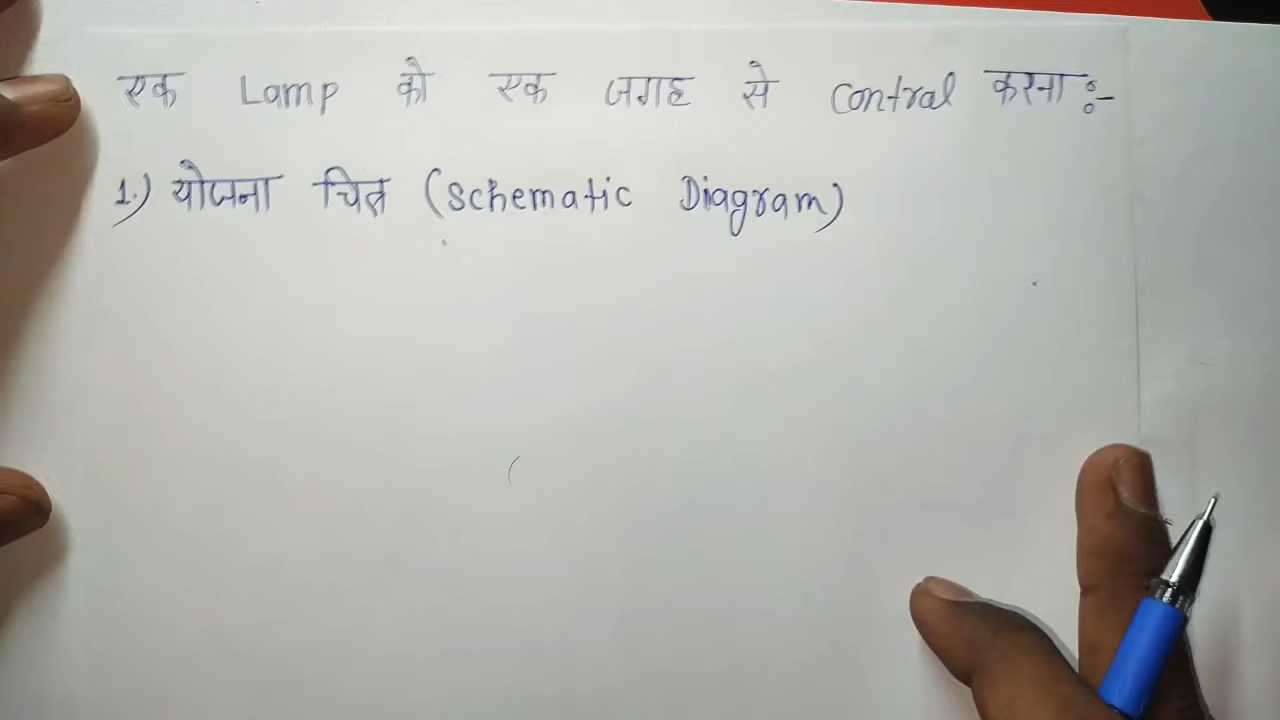 एक Lamp को एक जगह से Contral करना :-
1.) योजना चित्र (Schematic Diagram)